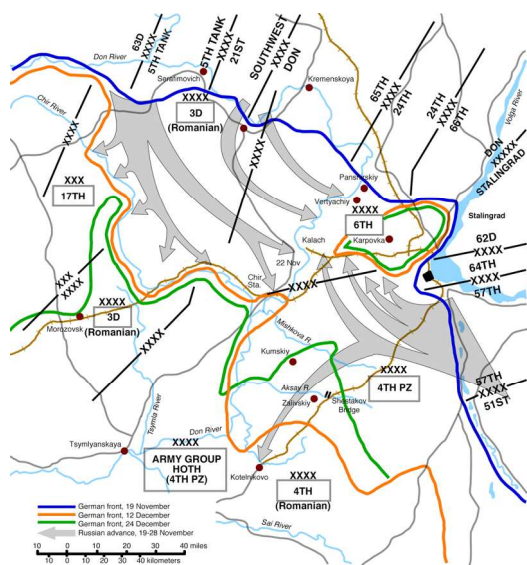 63D
XXXX
5TH TANK
5TH TANK
XXXX
21ST
SOUTHWEST
XXXX
DON
Don River
Serafimovich
Kremenskoya
65TH
XXXX
24TH
24TH
XXXX
66TH
Volga River
DON
XXXXX
STALINGRAD
Chir River
XXXX
3D
(Romanian)
XXXX
XXXX
Panshirskiy
Vertyachiy
XXX
17TH
XXXX
6TH
Stalingrad
Kalach
Karpovka
62D
XXXX
64TH
XXXX
57TH
22 Nov
Chir
Sta.
XXXX
XXX
XXXX
XXXX
3D
(Romanian)
Morozovsk
XXXX
Mishkova R.
Kumskiy
Aksay R.
Zalivskiy
Shestakov
Bridge
XXXX
4TH PZ
57TH
XXXX
51ST
Tsymla River
Don River
Tsymlyanskaya
XXXX
ARMY GROUP
HOTH
(4TH PZ)
Kotelnikovo
XXXX
4TH
(Romanian)
Sal River
German front, 19 November
German front, 12 December
German front, 24 December
Russian advance, 19-28 November
10 0 10 20 30 40 miles
10 0 10 20 30 40 kilometers